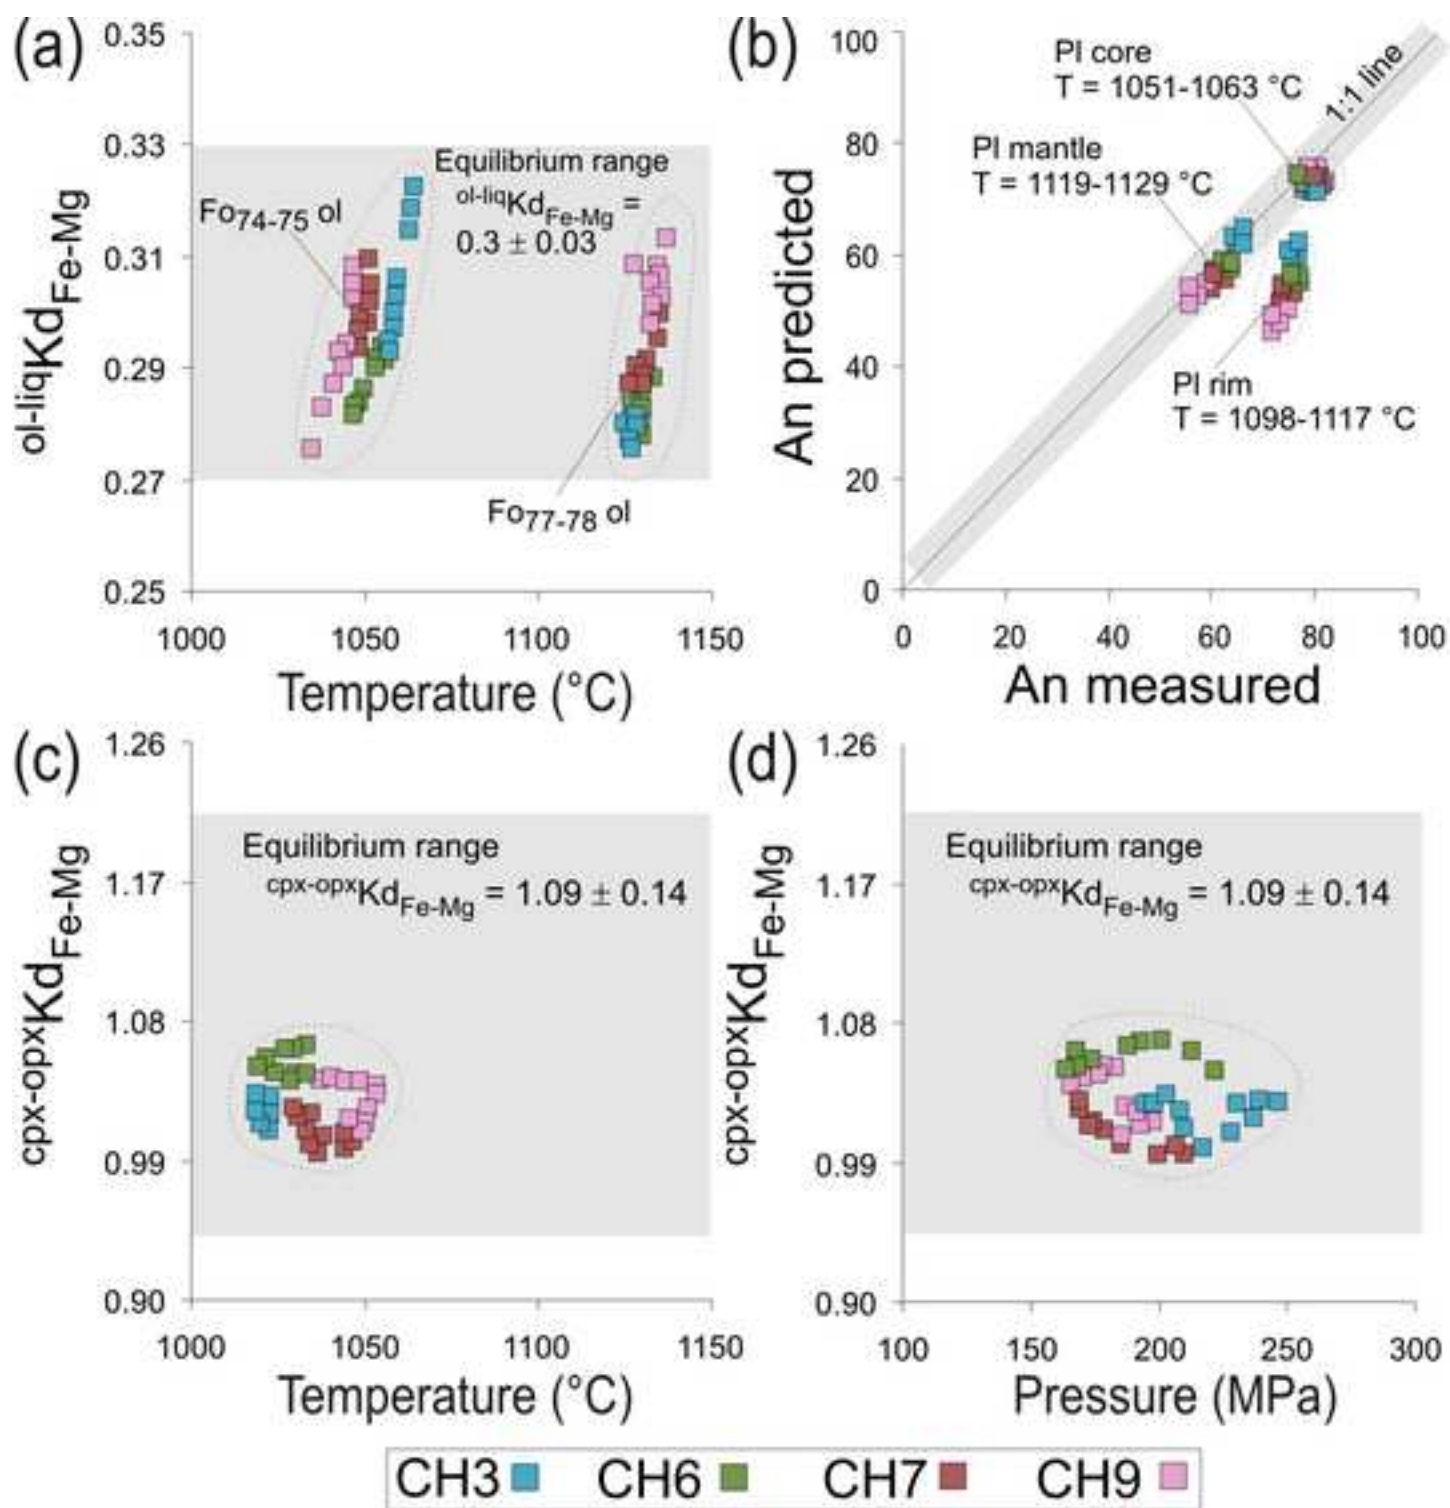 (a)
0.35
0.33
0.31
0.29
0.27
0.25
ol-liqKdFe-Mg
Equilibrium range
ol-liqKdFe-Mg =
0.3 ± 0.03
Fo74-75 ol
Fo77-78 ol
1000
1050
1100
1150
Temperature (°C)
(b)
100
80
60
40
20
0
An predicted
Pl core
T = 1051-1063 °C
1:1 line
Pl mantle
T = 1119-1129 °C
Pl rim
T = 1098-1117 °C
0
20
40
60
80
100
An measured
(c)
1.26
1.17
1.08
0.99
0.90
cpx-opxKdFe-Mg
Equilibrium range
cpx-opxKdFe-Mg = 1.09 ± 0.14
1000
1050
1100
1150
Temperature (°C)
(d)
1.26
1.17
1.08
0.99
0.90
cpx-opxKdFe-Mg
Equilibrium range
cpx-opxKdFe-Mg = 1.09 ± 0.14
100
150
200
250
300
Pressure (MPa)
CH3 CH6 CH7 CH9